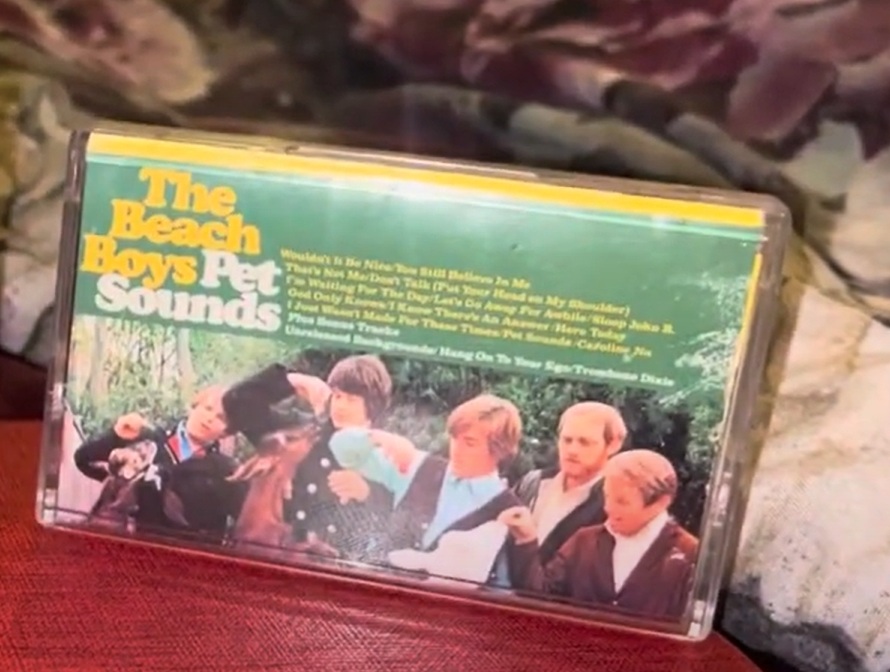 The
Beach
Boys Pet
Sounds
Wouldn't It Be Nice/You Still Believe In Me
That's Not Me/Don't Talk (Put Your Head on My Shoulder)
I'm Waiting For The Day/Let's Go Away For Awhile/Sloop John B.
God Only Knows/I Know There's An Answer/Here Today
I Just Wasn't Made For These Times/Pet Sounds/Caroline, No
Plus Bonus Tracks
Unreleased Backgrounds/Hang On To Your Ego/Trombone Dixie